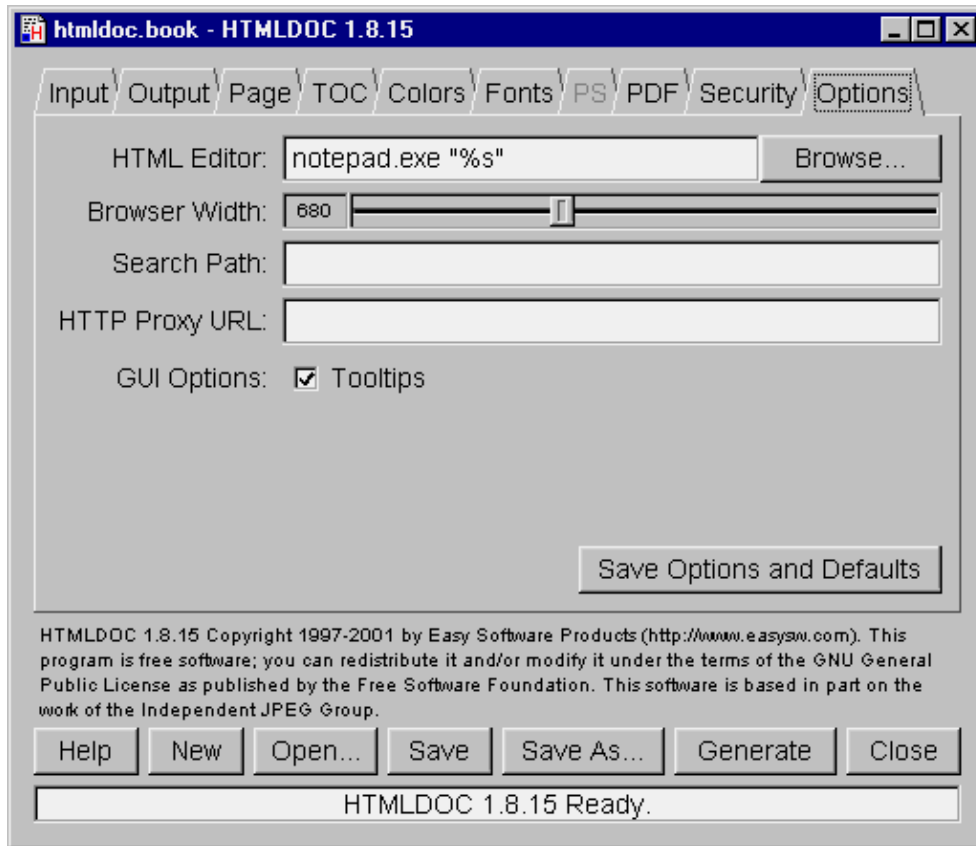 htmldoc.book - HTMLDOC 1.8.15
Input Output Page TOC Colors Fonts PS PDF Security Options
HTML Editor: notepad.exe "%s" Browse...
Browser Width: 680
Search Path:
HTTP Proxy URL:
GUI Options: Tooltips
Save Options and Defaults
HTMLDOC 1.8.15 Copyright 1997-2001 by Easy Software Products (http://www.easysw.com). This
program is free software; you can redistribute it and/or modify it under the terms of the GNU General
Public License as published by the Free Software Foundation. This software is based in part on the
work of the Independent JPEG Group.
Help New Open... Save Save As... Generate Close
HTMLDOC 1.8.15 Ready.